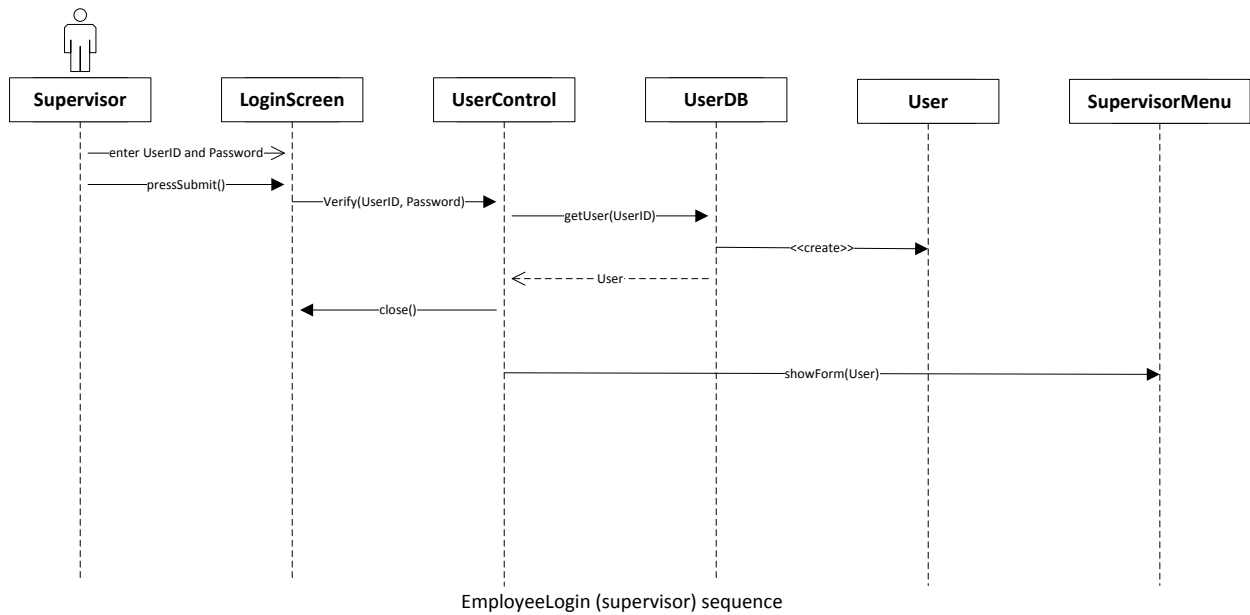 Supervisor
LoginScreen
UserControl
UserDB
User
SupervisorMenu
enter UserID and Password
pressSubmit()
Verify(UserID, Password)
getUser(UserID)
<<create>>
User
close()
showForm(User)
EmployeeLogin (supervisor) sequence